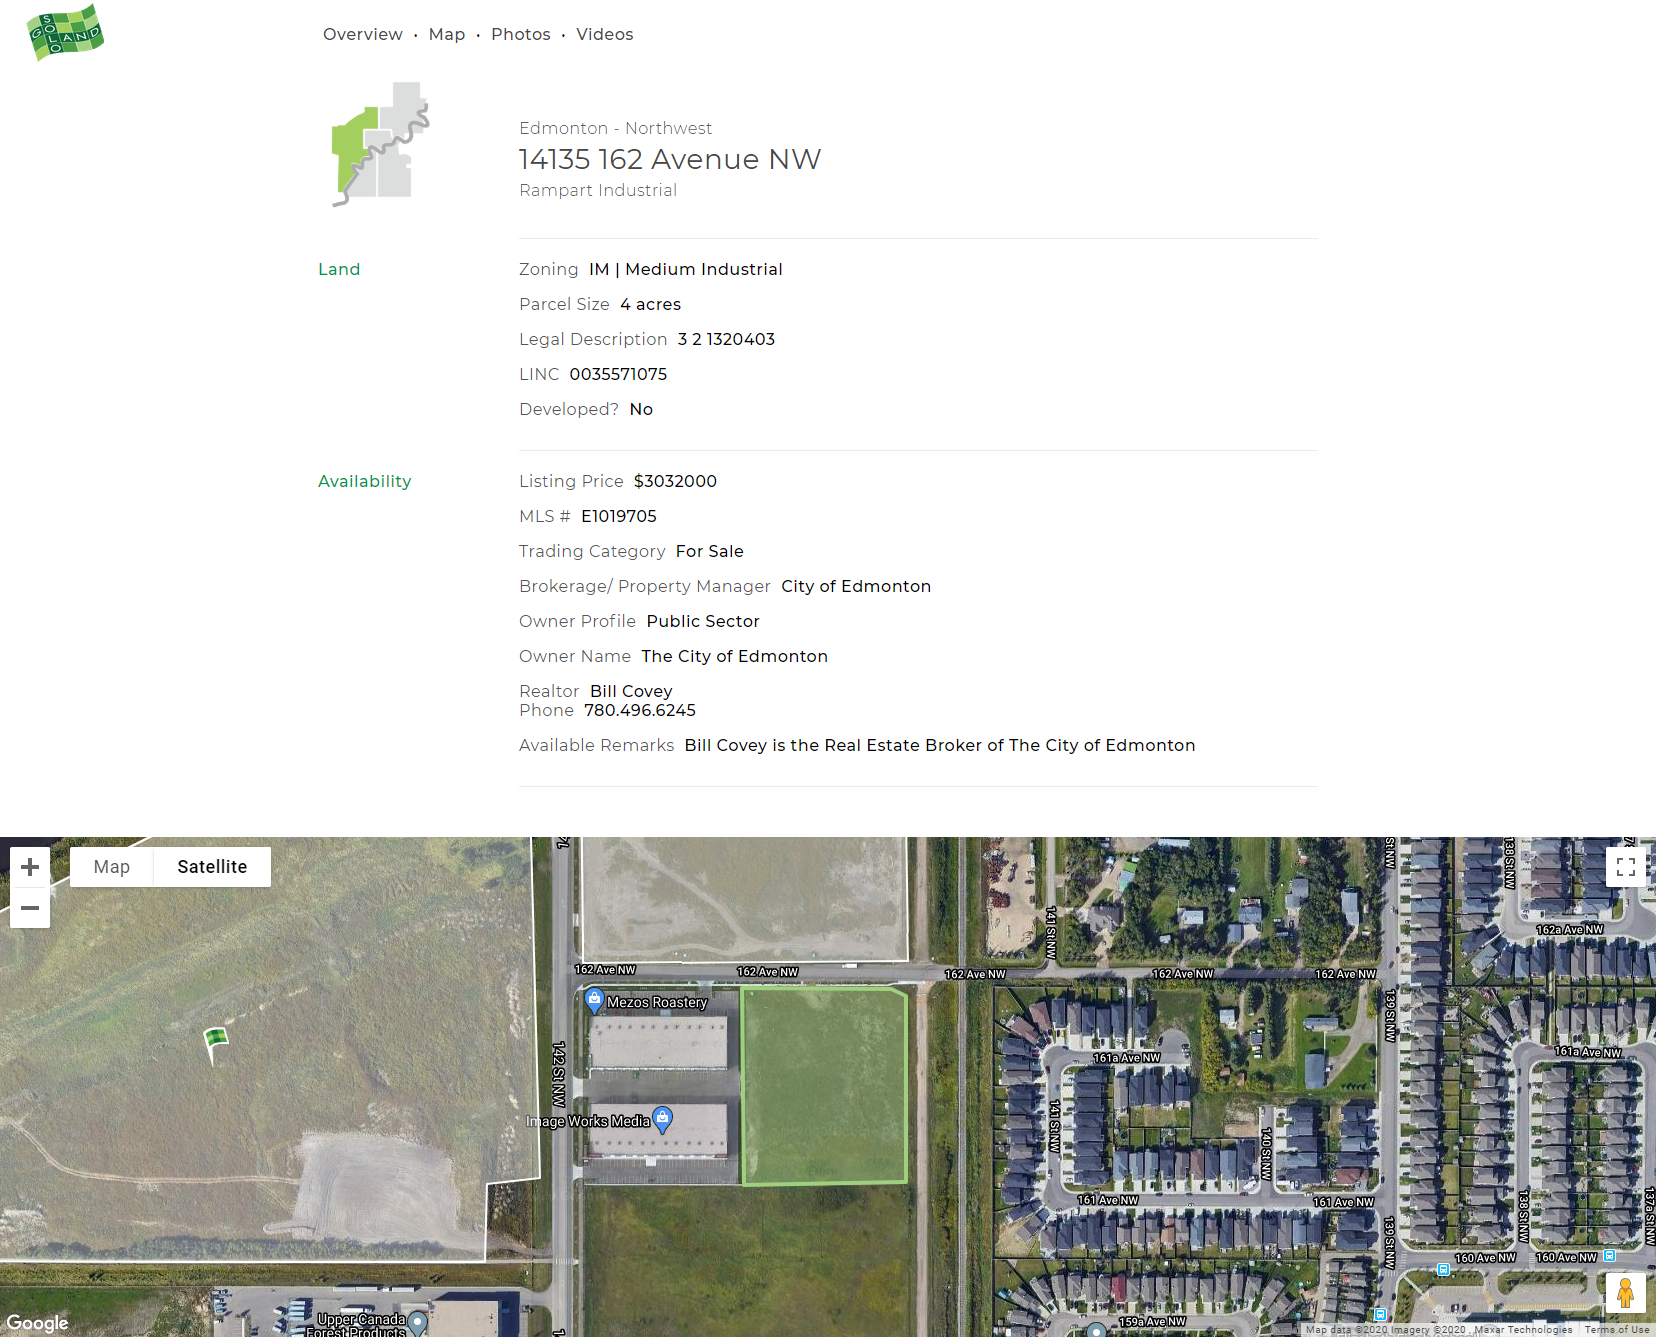 SOLO
GOLAND
Overview • Map • Photos • Videos
Edmonton - Northwest
14135 162 Avenue NW
Rampart Industrial
Land
Zoning IM | Medium Industrial
Parcel Size 4 acres
Legal Description 3 2 1320403
LINC 0035571075
Developed? No
Availability
Listing Price $3032000
MLS # E1019705
Trading Category For Sale
Brokerage/ Property Manager City of Edmonton
Owner Profile Public Sector
Owner Name The City of Edmonton
Realtor Bill Covey
Phone 780.496.6245
Available Remarks Bill Covey is the Real Estate Broker of The City of Edmonton
Map Satellite
St NW
138 St NW
141 St NW
162a Ave NW
162 Ave NW
162 Ave NW
162 Ave NW
162 Ave NW
162 Ave NW
Mezos Roastery
139 St NW
142 St NW
161a Ave NW
161a Ave NW
Image Works Media
141 St NW
140 St NW
161 Ave NW
161 Ave NW
138 St NW
137a St NW
139 St NW
160 Ave NW
160 Ave NW
Upper Canada
Forest Products
159a Ave NW
Google
Map data ©2020 Imagery ©2020 , Maxar Technologies
Terms of Use